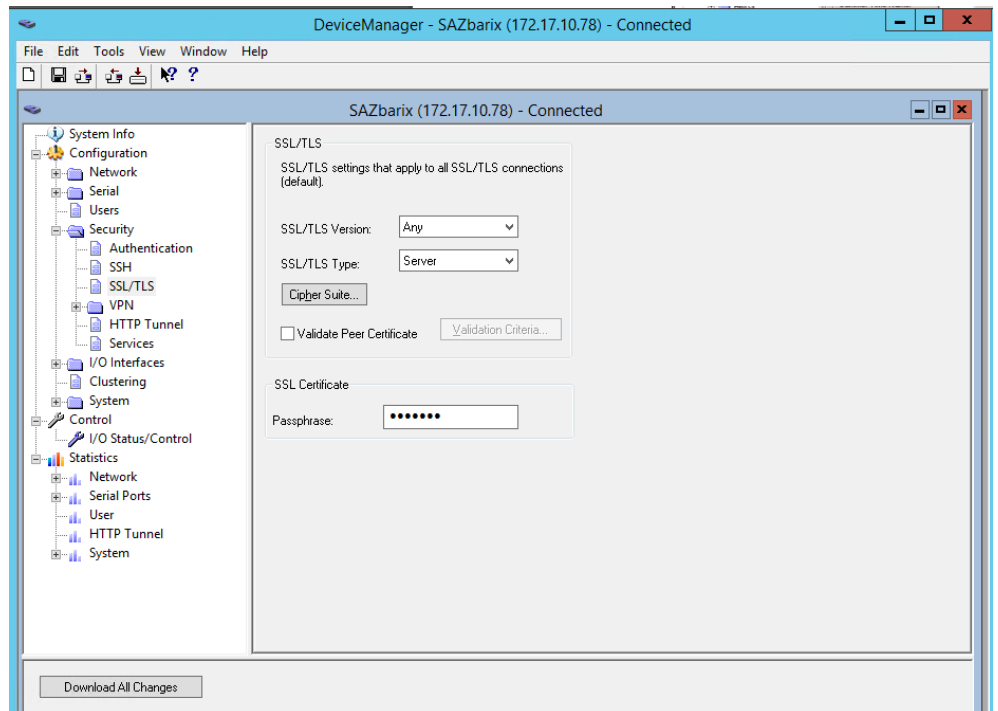 DeviceManager - SAZbarix (172.17.10.78) - Connected
File Edit Tools View Window Help
SAZbarix (172.17.10.78) - Connected
System Info
Configuration
Network
Serial
Users
Security
Authentication
SSH
SSL/TLS
VPN
HTTP Tunnel
Services
I/O Interfaces
Clustering
System
Control
I/O Status/Control
Statistics
Network
Serial Ports
User
HTTP Tunnel
System
SSL/TLS
SSL/TLS settings that apply to all SSL/TLS connections
(default).
SSL/TLS Version: Any
SSL/TLS Type: Server
Cipher Suite...
Validate Peer Certificate Validation Criteria...
SSL Certificate
Passphrase: •••••••
Download All Changes